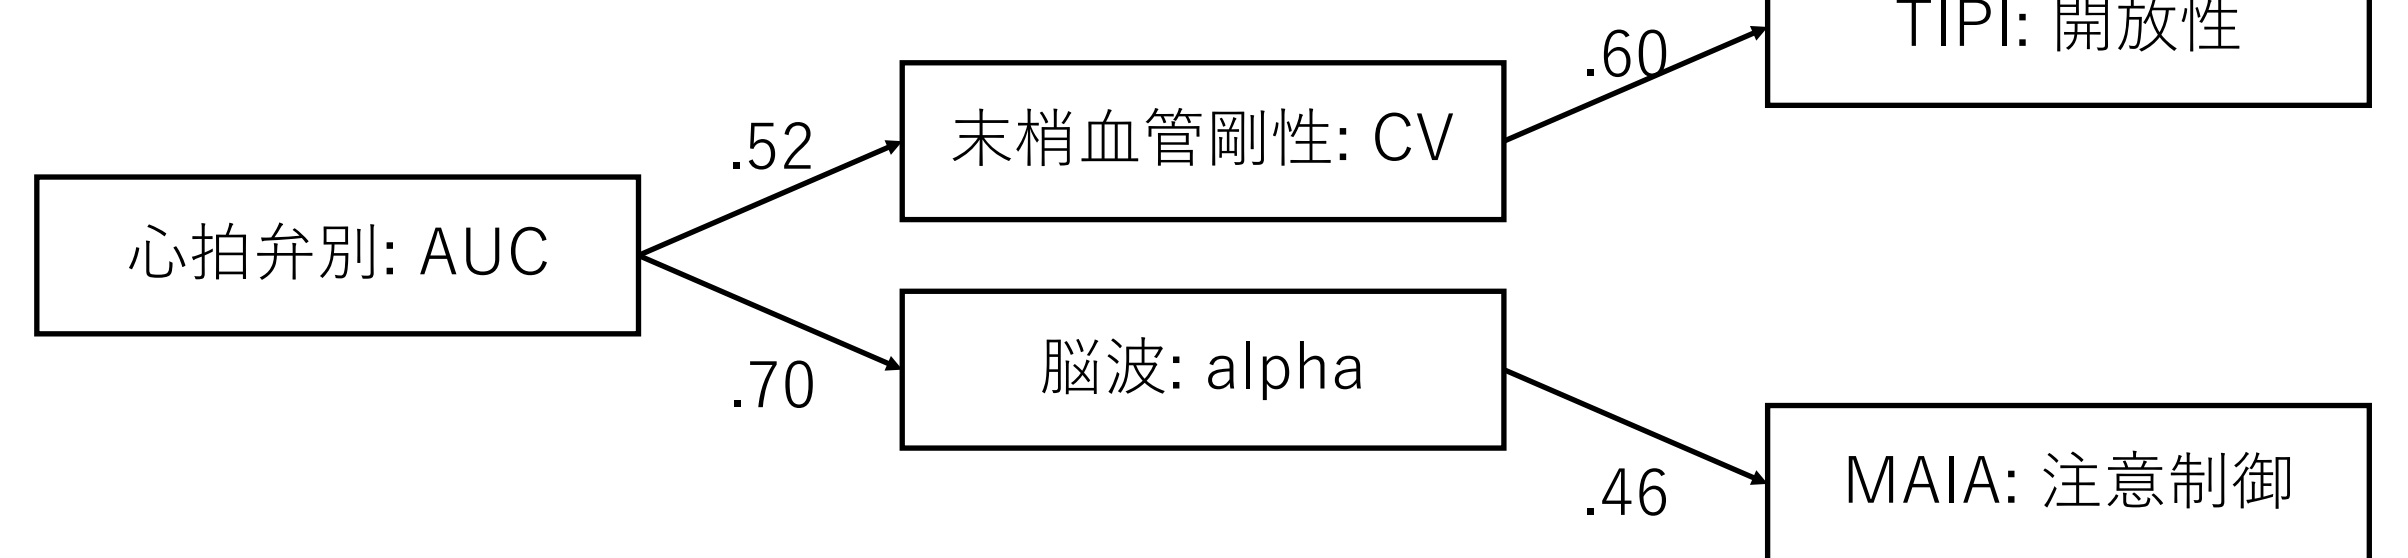 TIPI: 開放性
.60
末梢血管剛性: CV
.52
心拍弁別: AUC
脳波: alpha
.70
MAIA: 注意制御
.46